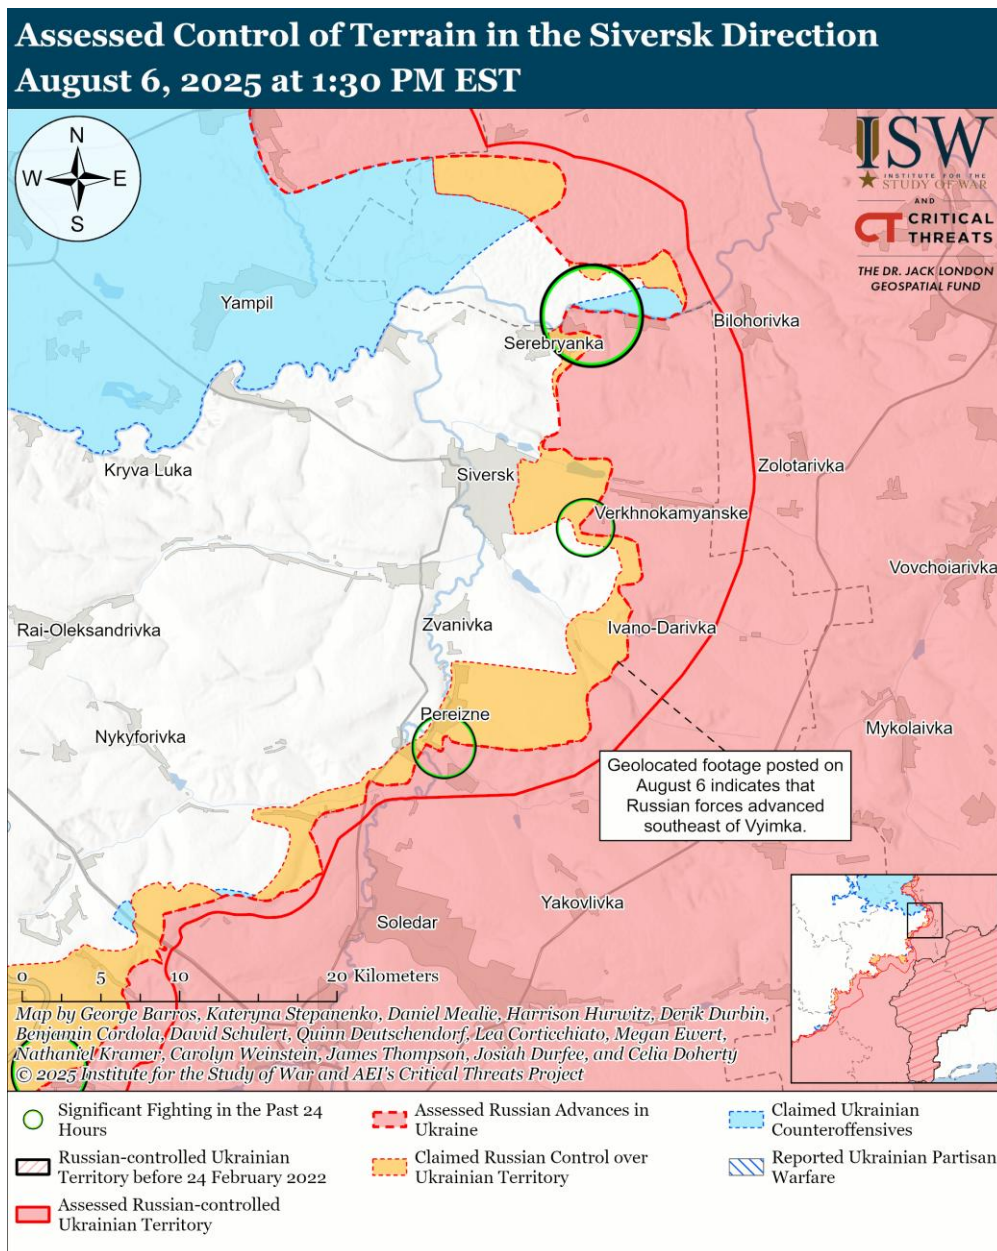 Assessed Control of Terrain in the Siversk Direction
August 6, 2025 at 1:30 PM EST
N
W
E
S
ISW
INSTITUTE FOR THE
STUDY OF WAR
AND
CT CRITICAL
THREATS
THE DR. JACK LONDON
GEOSPATIAL FUND
Yampil
Bilohorivka
Serebryanka
Kryva Luka
Siversk
Zolotarivka
Verkhnokamyanske
Vovchoiarivka
Rai-Oleksandrivka
Zvanivka
Ivano-Darivka
Pereizne
Nykyforivka
Mykolaivka
Geolocated footage posted on
August 6 indicates that
Russian forces advanced
southeast of Vyimka.
Yakovlivka
Soledar
0 5 10 20 Kilometers
Map by George Barros, Kateryna Stepanenko, Daniel Mealie, Harrison Hurwitz, Derik Durbin,
Benjamin Cordola, David Schulert, Quinn Deutschendorf, Lea Corticchiato, Megan Ewert,
Nathaniel Kramer, Carolyn Weinstein, James Thompson, Josiah Durfee, and Celia Doherty
© 2025 Institute for the Study of War and AEI's Critical Threats Project
Significant Fighting in the Past 24
Hours
Russian-controlled Ukrainian
Territory before 24 February 2022
Assessed Russian-controlled
Ukrainian Territory
Assessed Russian Advances in
Ukraine
Claimed Russian Control over
Ukrainian Territory
Claimed Ukrainian
Counteroffensives
Reported Ukrainian Partisan
Warfare